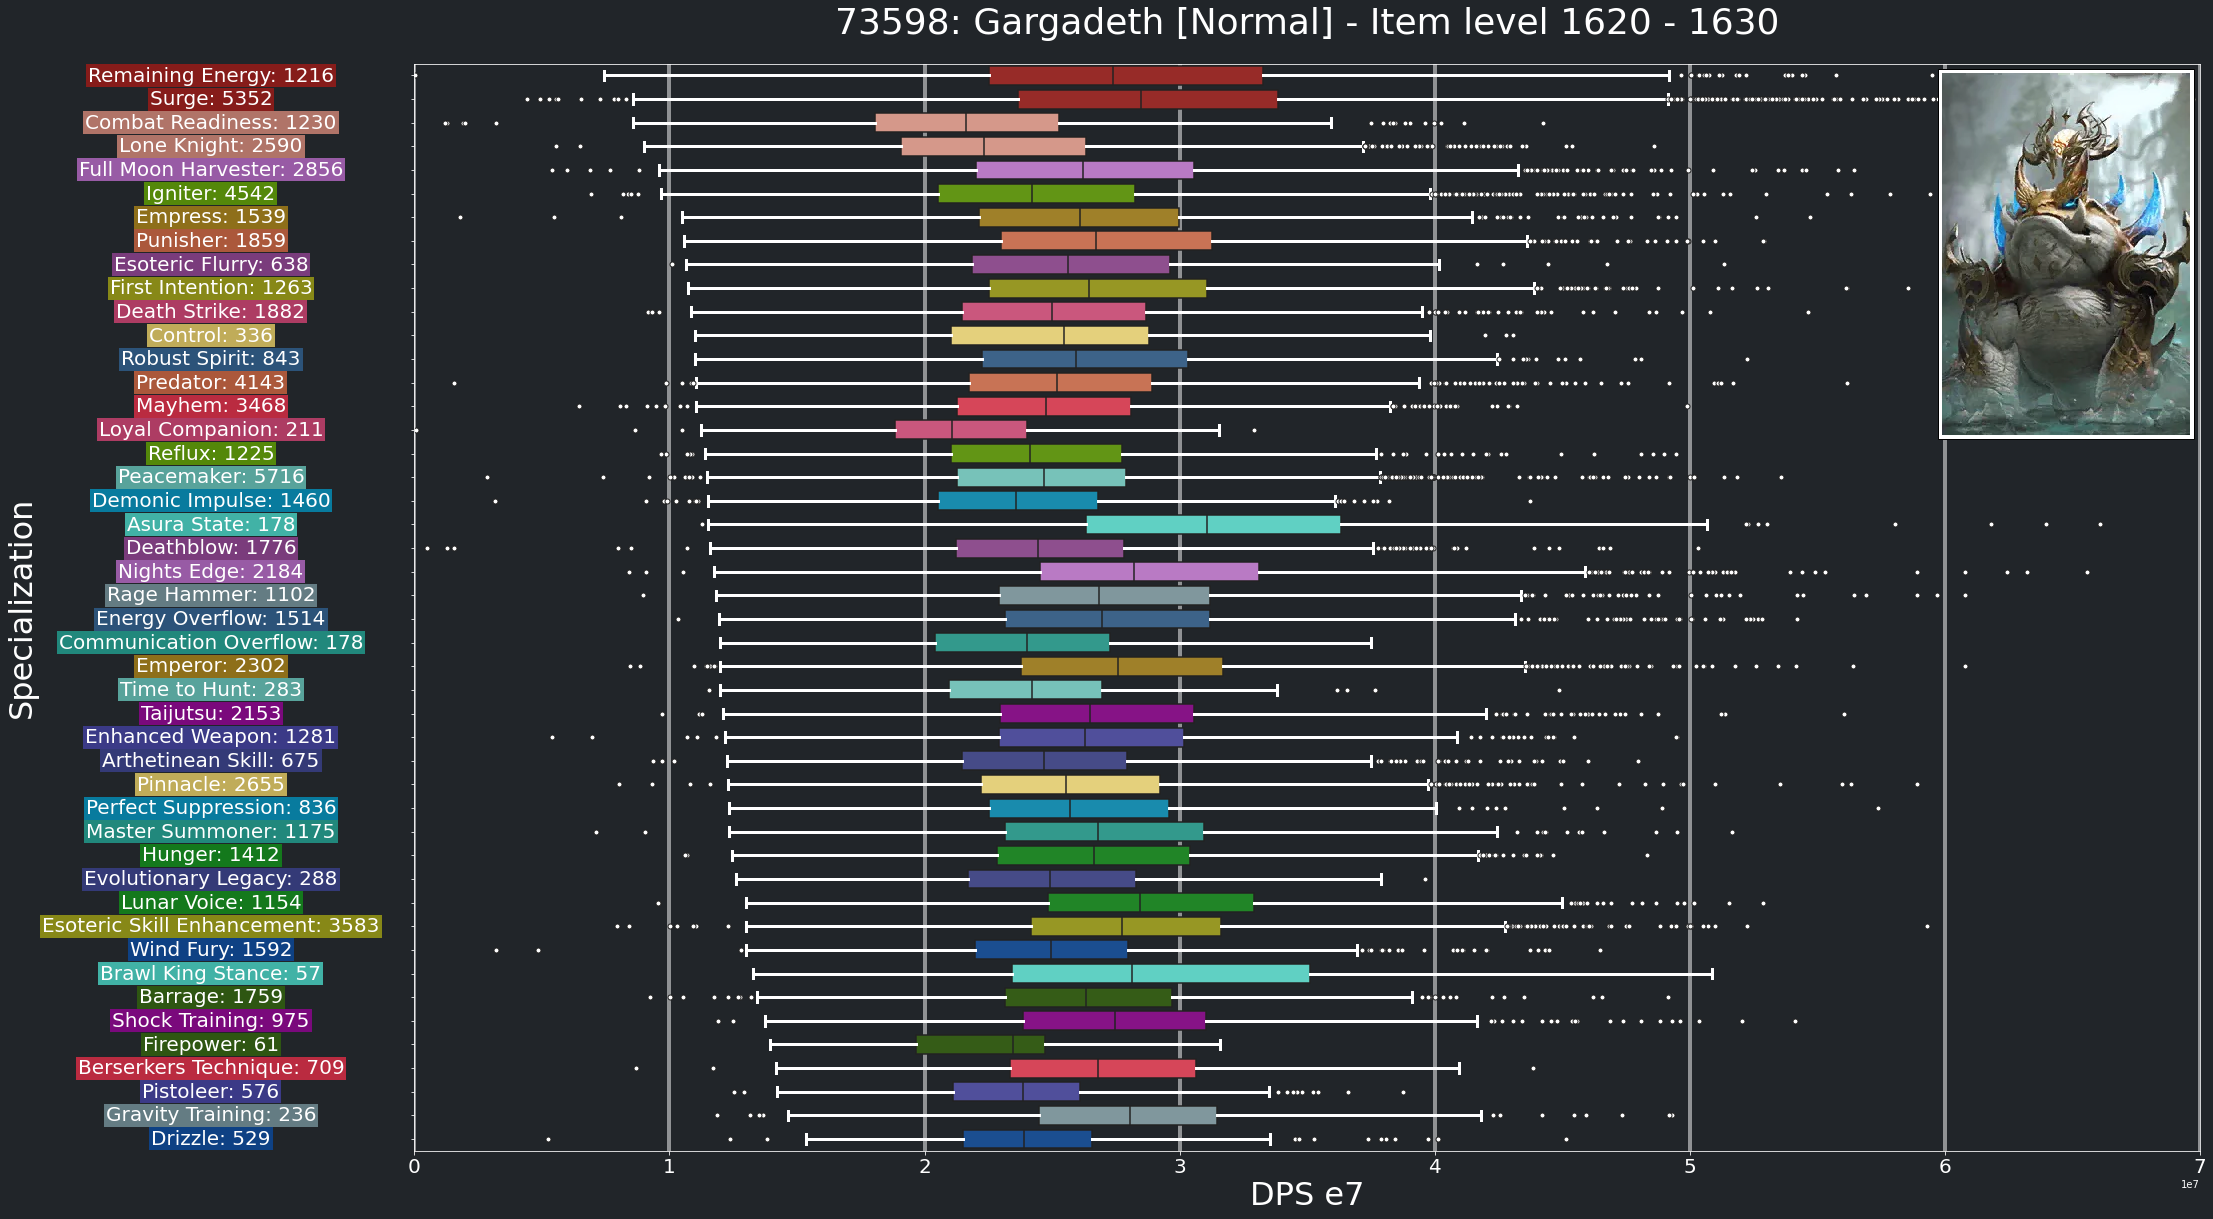 73598: Gargadeth [Normal] - Item level 1620 - 1630
Remaining Energy: 1216
Surge: 5352
Combat Readiness: 1230
Lone Knight: 2590
Full Moon Harvester: 2856
Igniter: 4542
Empress: 1539
Punisher: 1859
Esoteric Flurry: 638
First Intention: 1263
Death Strike: 1882
Control: 336
Robust Spirit: 843
Predator: 4143
Mayhem: 3468
Loyal Companion: 211
Reflux: 1225
Peacemaker: 5716
Demonic Impulse: 1460
Asura State: 178
Deathblow: 1776
Nights Edge: 2184
Rage Hammer: 1102
Energy Overflow: 1514
Communication Overflow: 178
Emperor: 2302
Time to Hunt: 283
Taijutsu: 2153
Enhanced Weapon: 1281
Arthetinean Skill: 675
Pinnacle: 2655
Perfect Suppression: 836
Master Summoner: 1175
Hunger: 1412
Evolutionary Legacy: 288
Lunar Voice: 1154
Esoteric Skill Enhancement: 3583
Wind Fury: 1592
Brawl King Stance: 57
Barrage: 1759
Shock Training: 975
Firepower: 61
Berserkers Technique: 709
Pistoleer: 576
Gravity Training: 236
Drizzle: 529
Specialization
0 1 2 3 4 5 6 7
1e7
DPS e7